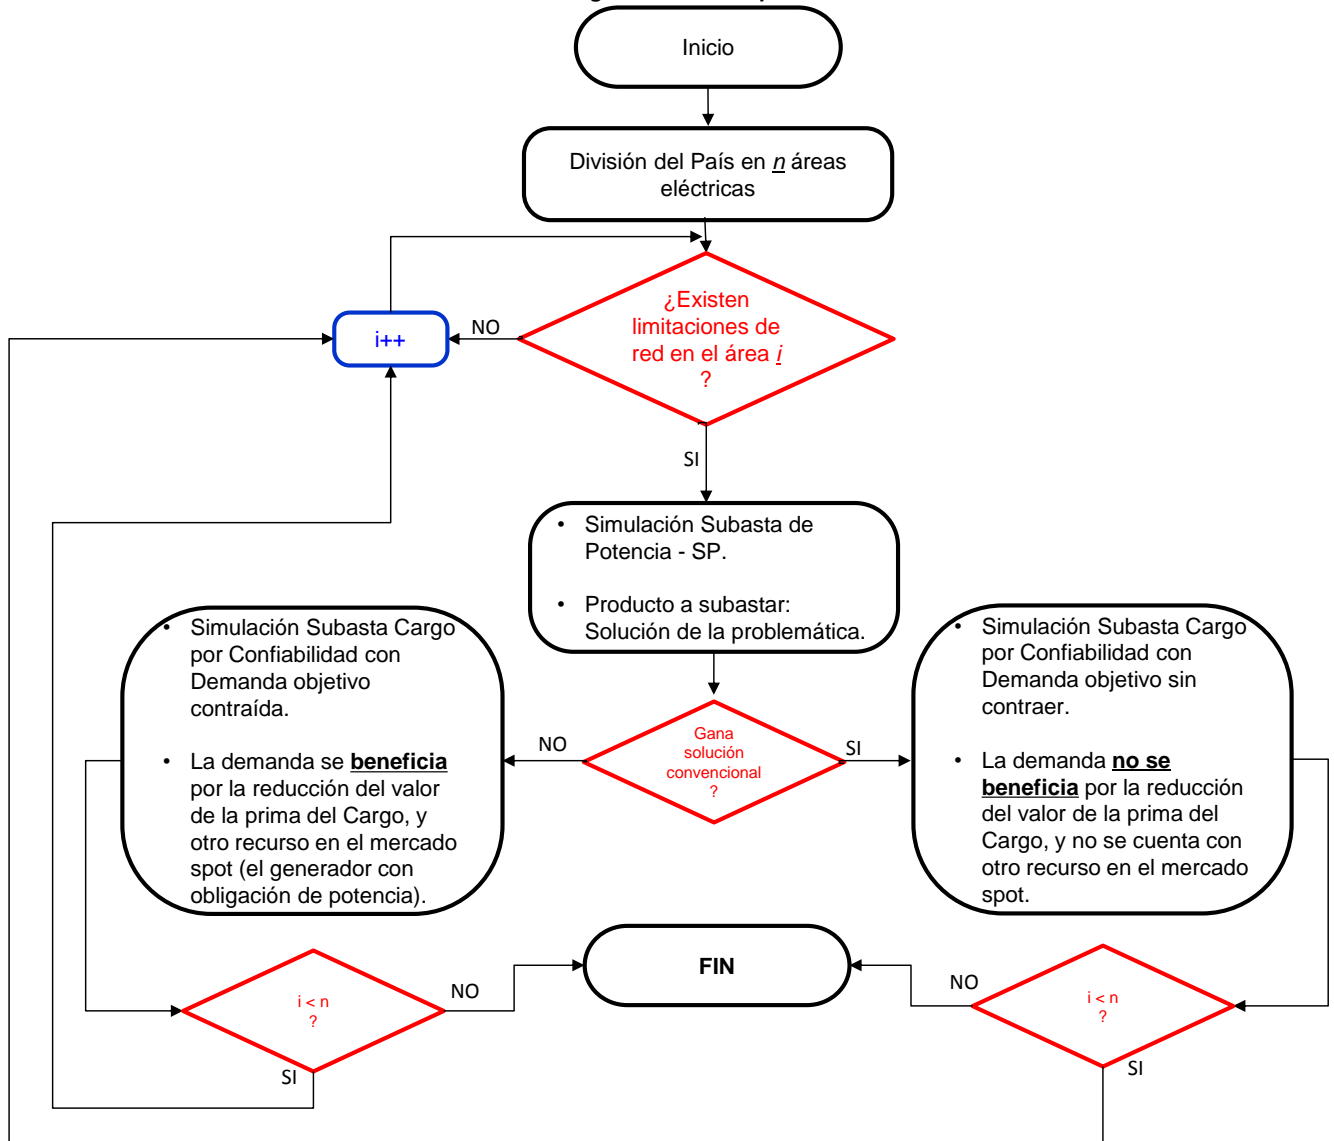 Inicio
División del País en n áreas
eléctricas
¿Existen
limitaciones de
red en el área i
?
NO
i++
SI
• Simulación Subasta de
Potencia - SP.
• Producto a subastar:
Solución de la problemática.
• Simulación Subasta Cargo
por Confiabilidad con
Demanda objetivo
contraída.
• La demanda se beneficia
por la reducción del valor
de la prima del Cargo, y
otro recurso en el mercado
spot (el generador con
obligación de potencia).
NO
Gana
solución
convencional
?
SI
• Simulación Subasta Cargo
por Confiabilidad con
Demanda objetivo sin
contraer.
• La demanda no se
beneficia por la reducción
del valor de la prima del
Cargo, y no se cuenta con
otro recurso en el mercado
spot.
i < n
?
NO
SI
FIN
NO
i < n
?
SI